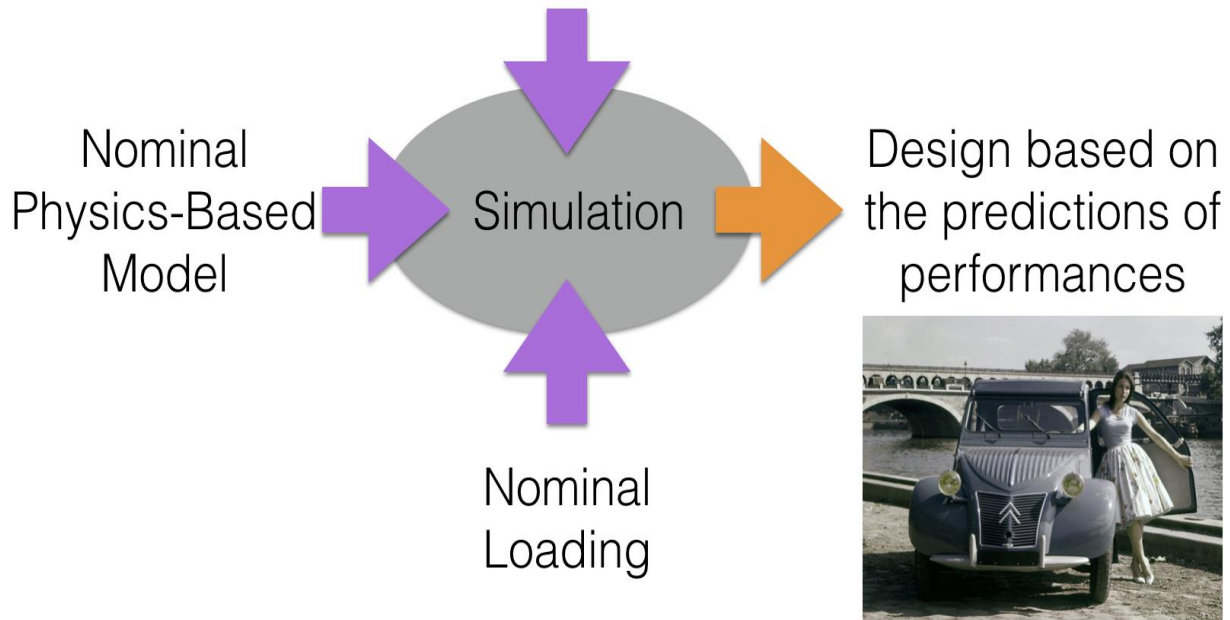 Nominal
Physics-Based
Model
Simulation
Design based on
the predictions of
performances
Nominal
Loading